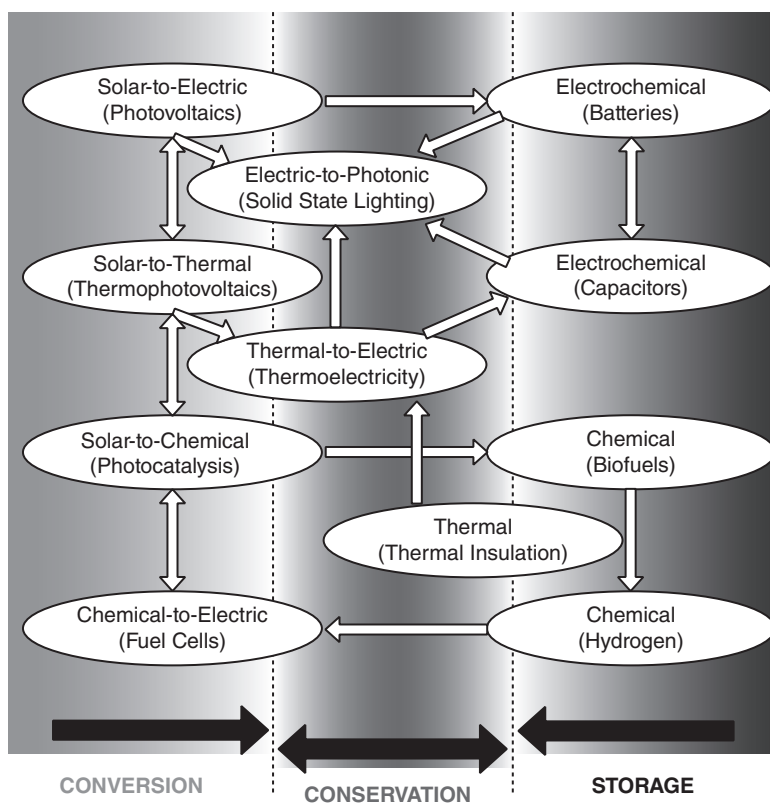 Solar-to-Electric
(Photovoltaics)
Electrochemical
(Batteries)
Electric-to-Photonic
(Solid State Lighting)
Solar-to-Thermal
(Thermophotovoltaics)
Electrochemical
(Capacitors)
Thermal-to-Electric
(Thermoelectricity)
Solar-to-Chemical
(Photocatalysis)
Chemical
(Biofuels)
Thermal
(Thermal Insulation)
Chemical-to-Electric
(Fuel Cells)
Chemical
(Hydrogen)
CONVERSION
CONSERVATION
STORAGE